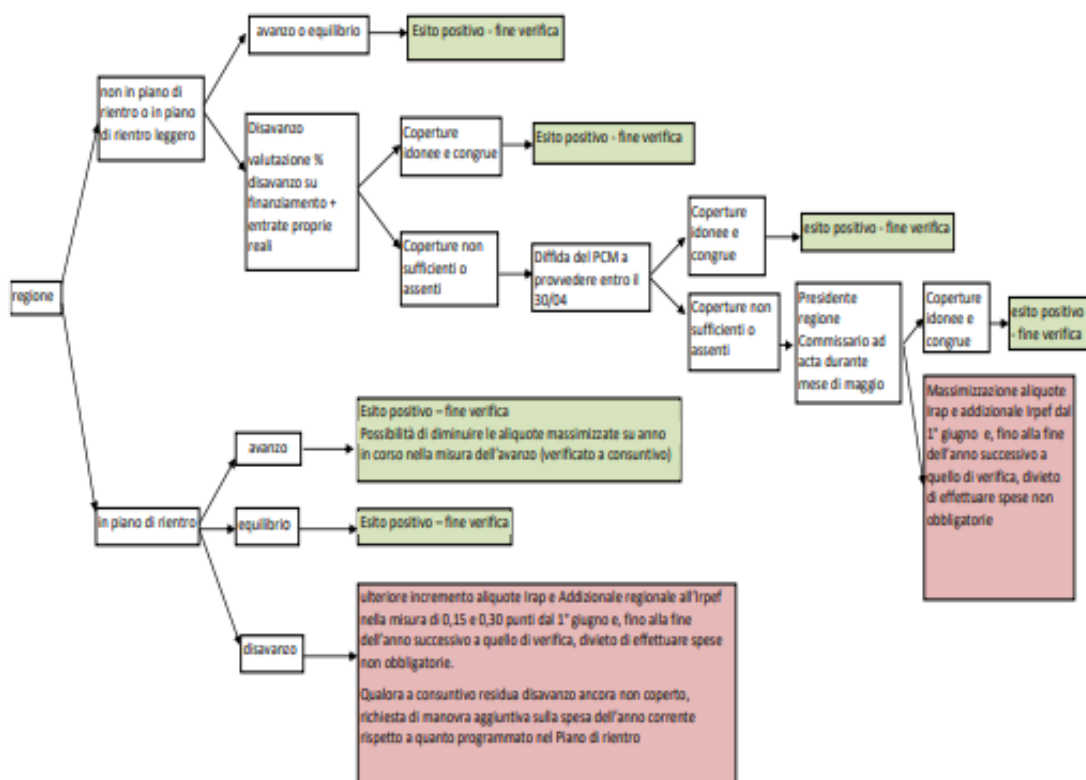 avanzo o equilibrio
Esito positivo - fine verifica
non in piano di
rientro o in piano
di rientro leggero
Disavanzo
valutazione %
disavanzo su
finanziamento +
entrate proprie
reali
Coperture
idonee e congrue
Esito positivo - fine verifica
Coperture non
sufficienti o
assenti
Diffida del PCM a
provvedere entro il
30/04
Coperture
idonee e
congrue
esito positivo - fine verifica
Coperture non
sufficienti o
assenti
Presidente
regione
Commissario ad
acta durante
mese di maggio
Coperture
idonee e
congrue
esito positivo
- fine verifica
Massimizzazione aliquote
Irap e addizionale Irpef dal
1° giugno e, fino alla fine
dell'anno successivo a
quello di verifica, divieto
di effettuare spese non
obbligatorie
regione
in piano di rientro
avanzo
Esito positivo – fine verifica
Possibilità di diminuire le aliquote massimizzate su anno
in corso nella misura dell'avanzo (verificato a consuntivo)
equilibrio
Esito positivo – fine verifica
disavanzo
ulteriore incremento aliquote Irap e Addizionale regionale all'Irpef
nella misura di 0,15 e 0,30 punti dal 1° giugno e, fino alla fine
dell'anno successivo a quello di verifica, divieto di effettuare spese
non obbligatorie.
Qualora a consuntivo residua disavanzo ancora non coperto,
richiesta di manovra aggiuntiva sulla spesa dell'anno corrente
rispetto a quanto programmato nel Piano di rientro